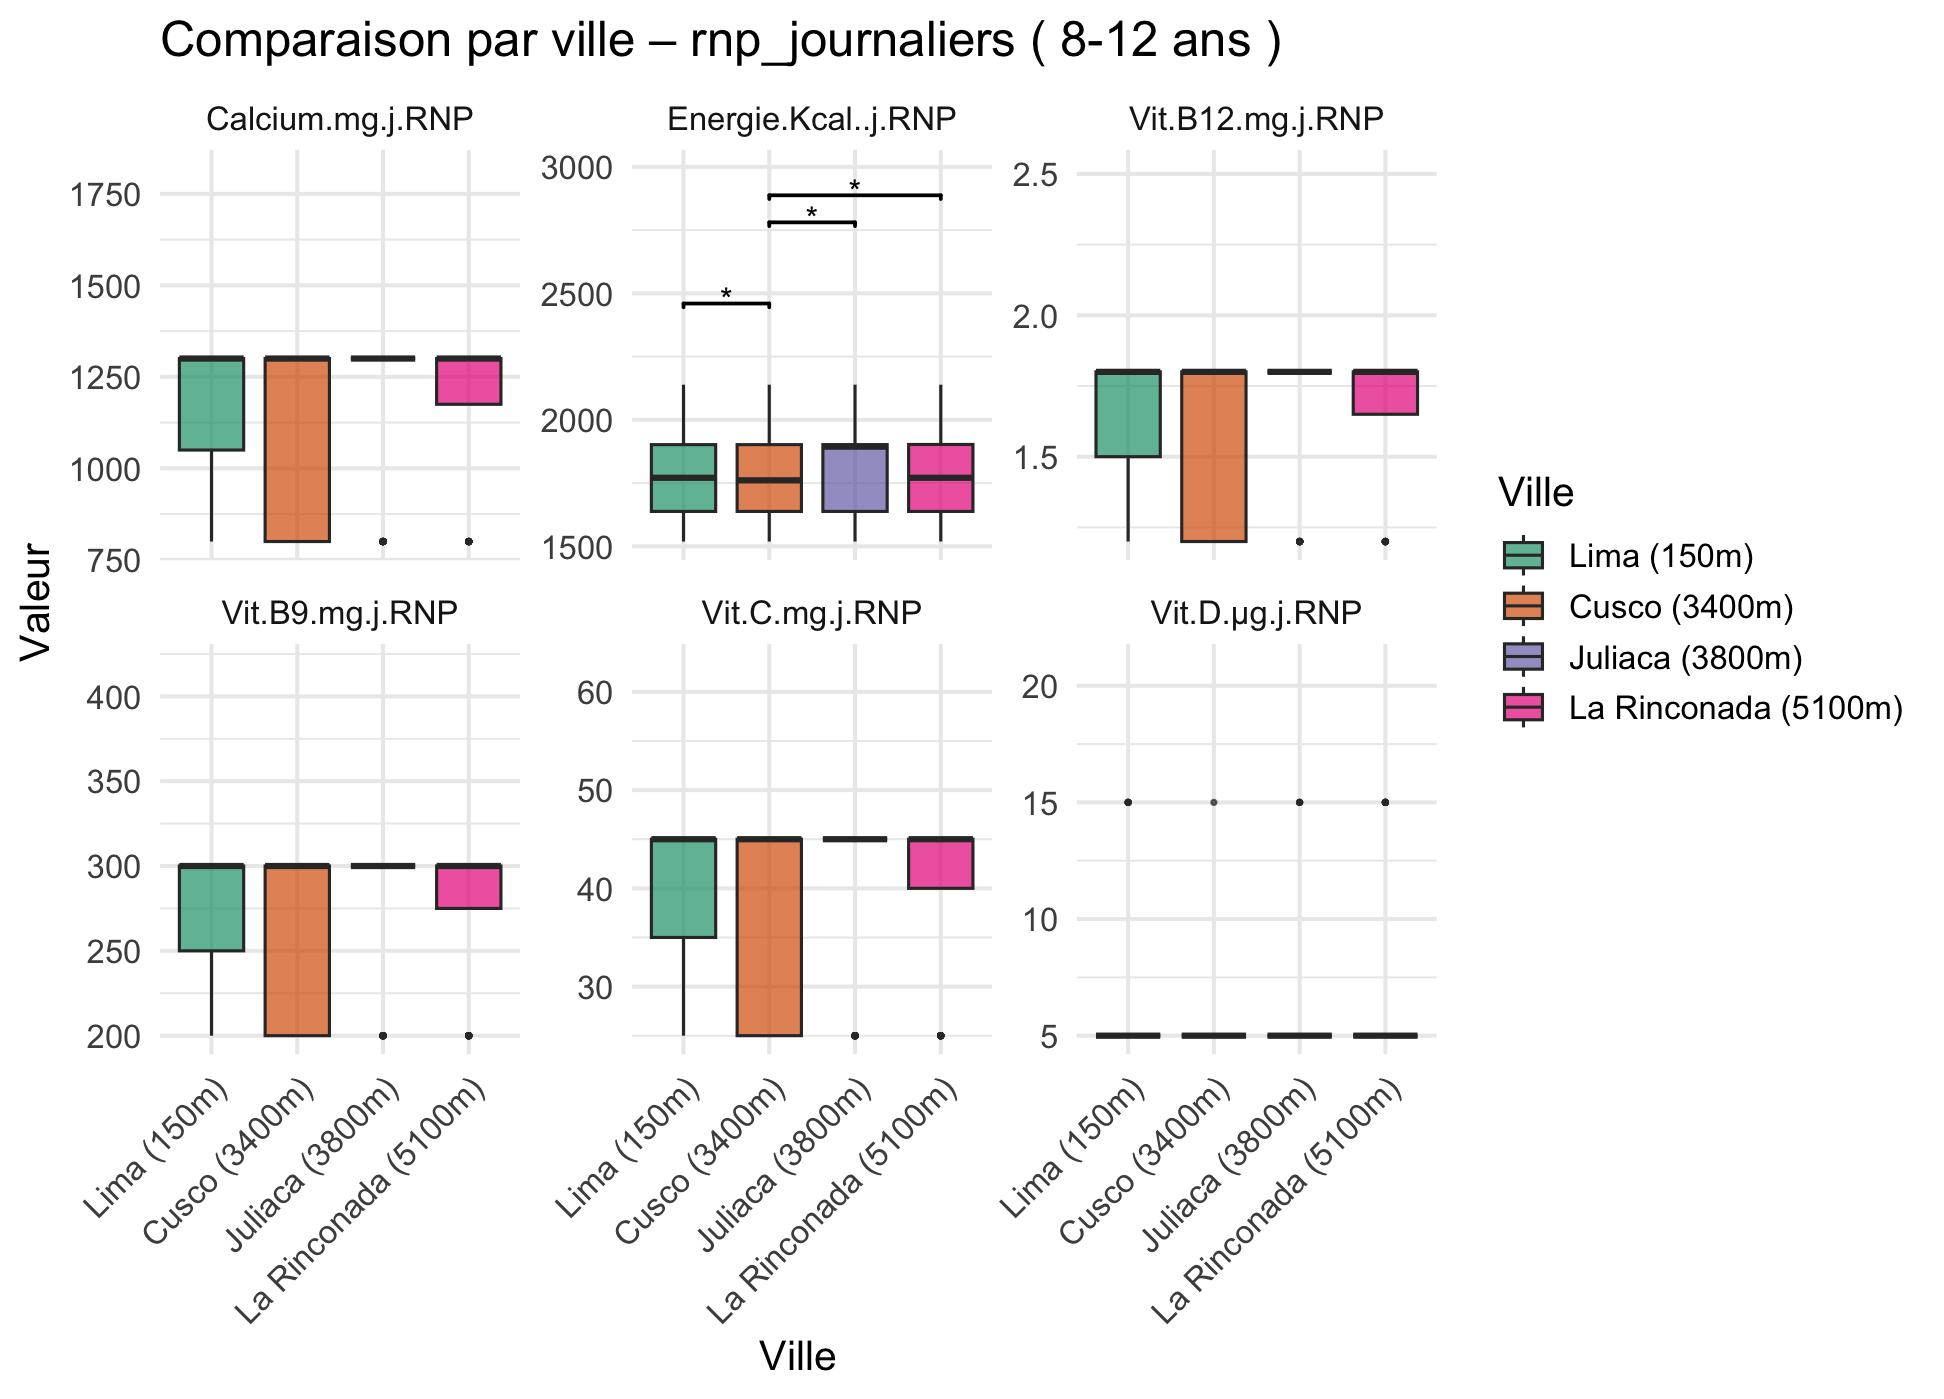 Comparaison par ville – rnp_journaliers ( 8-12 ans )
Calcium.mg.j.RNP
Energie.Kcal..j.RNP
Vit.B12.mg.j.RNP
1750
1500
1250
1000
750
3000
2500
2000
1500
*
*
*
2.5
2.0
1.5
Valeur
Vit.B9.mg.j.RNP
Vit.C.mg.j.RNP
Vit.D.µg.j.RNP
400
350
300
250
200
60
50
40
30
20
15
10
5
Lima (150m)
Cusco (3400m)
Juliaca (3800m)
La Rinconada (5100m)
Lima (150m)
Cusco (3400m)
Juliaca (3800m)
La Rinconada (5100m)
Lima (150m)
Cusco (3400m)
Juliaca (3800m)
La Rinconada (5100m)
Ville
Ville
Lima (150m)
Cusco (3400m)
Juliaca (3800m)
La Rinconada (5100m)